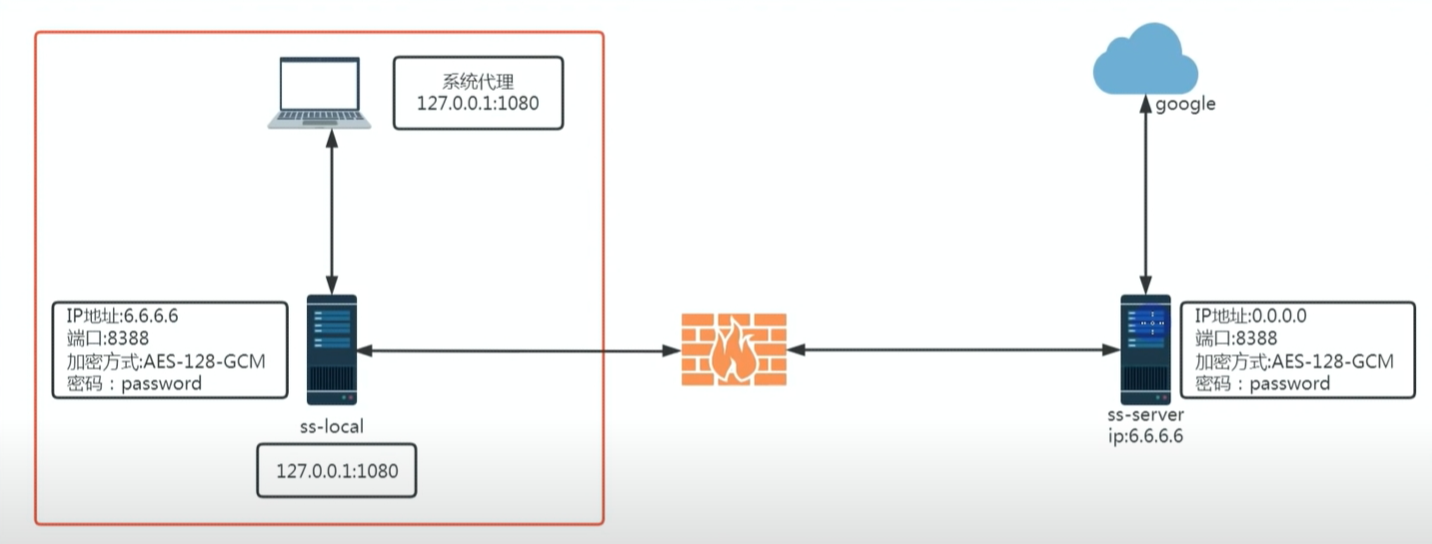 系统代理
127.0.0.1:1080
google
IP地址:6.6.6.6
端口:8388
加密方式:AES-128-GCM
密码：password
ss-local
127.0.0.1:1080
IP地址:0.0.0.0
端口:8388
加密方式:AES-128-GCM
密码：password
ss-server
ip:6.6.6.6